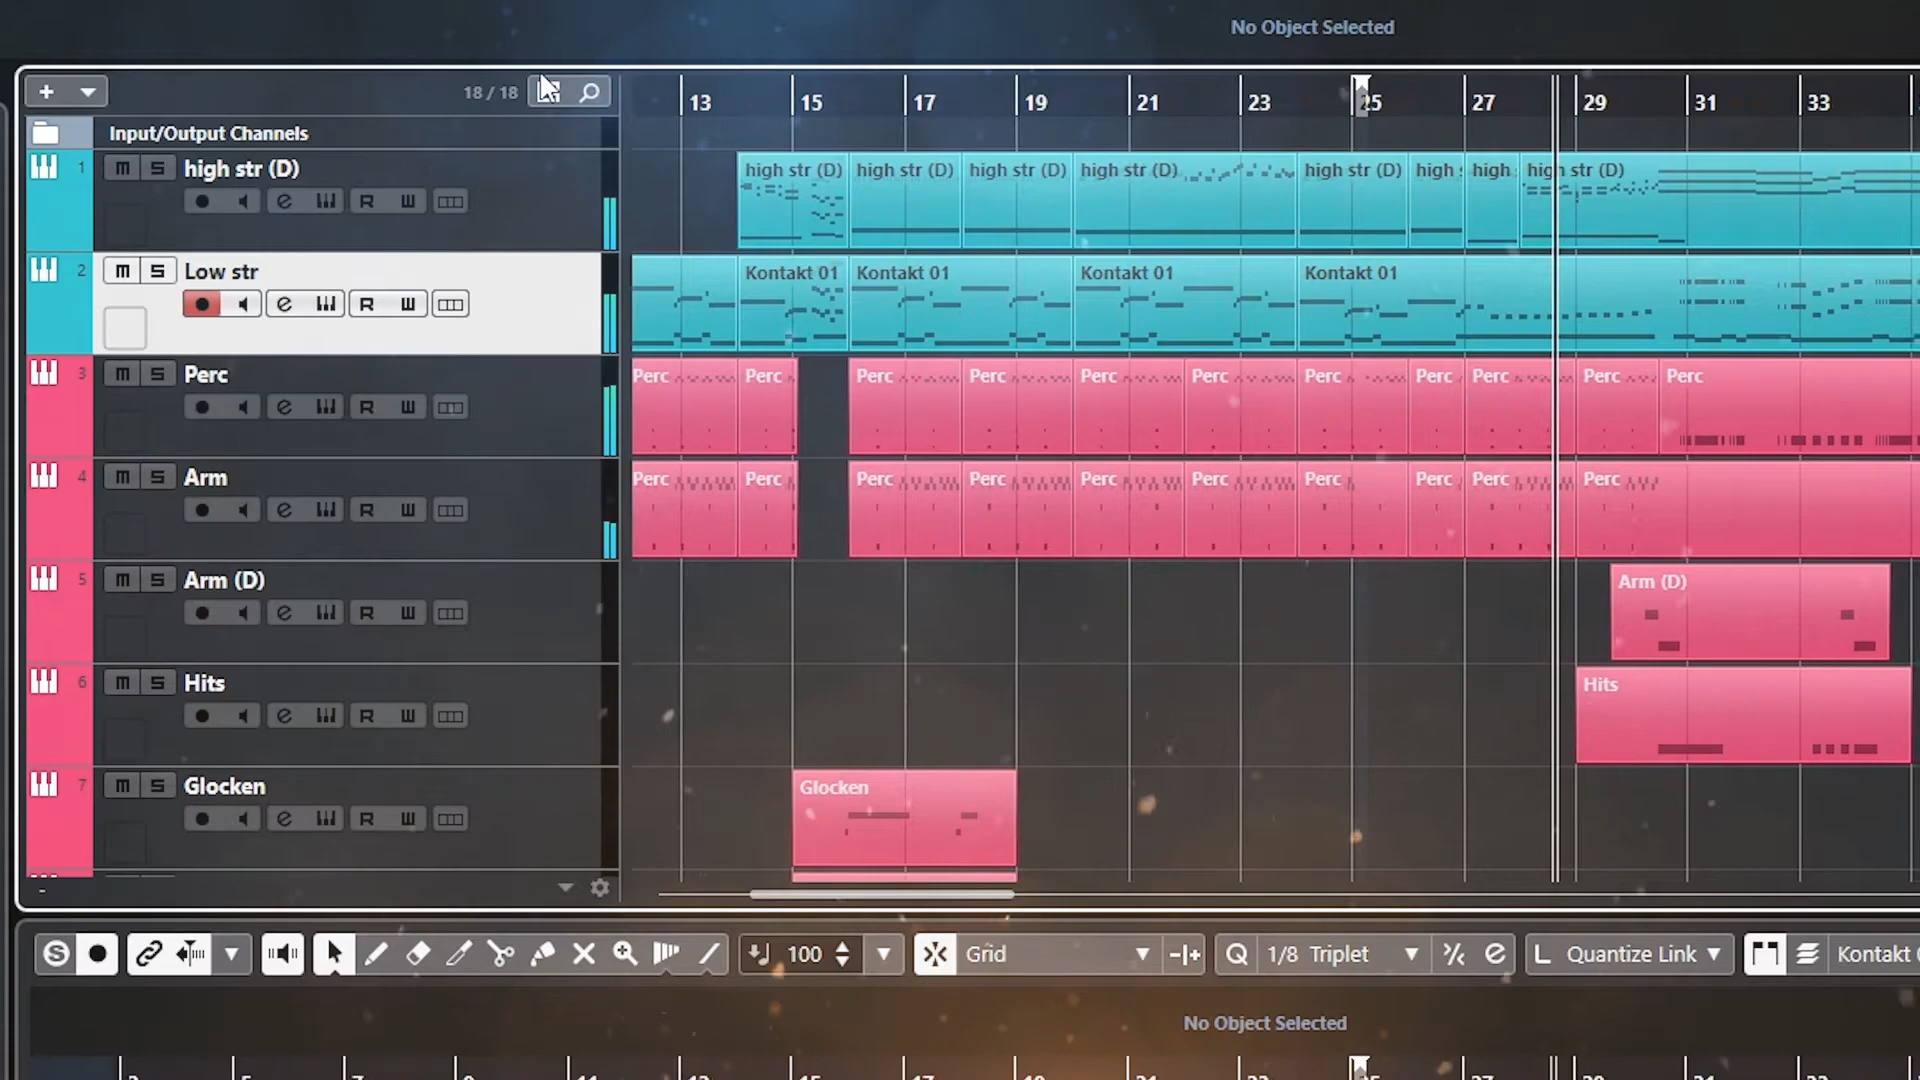 No Object Selected
18 / 18
13 15 17 19 21 23 25 27 29 31 33
Input/Output Channels
1 m S high str (D)
R W
high str (D) high str (D) high str (D) high str (D) high str (D) high high high str (D)
2 m S Low str
R W
Kontakt 01 Kontakt 01 Kontakt 01 Kontakt 01
3 m S Perc
R W
Perc Perc Perc Perc Perc Perc Perc Perc Perc Perc Perc
4 m S Arm
R W
Perc Perc Perc Perc Perc Perc Perc Perc Perc Perc
5 m S Arm (D)
R W
Arm (D)
6 m S Hits
R W
Hits
7 m S Glocken
R W
Glocken
100 Grid Q 1/8 Triplet L Quantize Link Kontakt
No Object Selected